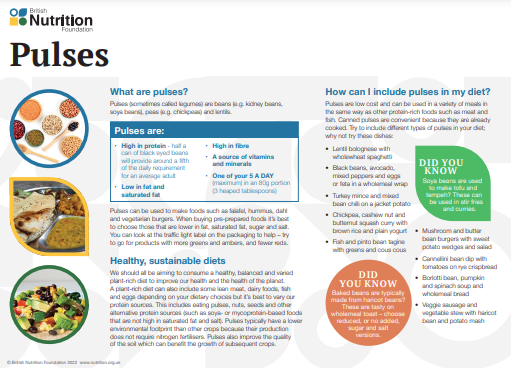 British
Nutrition
Foundation
Pulses
What are pulses?
Pulses (sometimes called legumes) are beans (e.g. kidney beans,
soya beans), peas (e.g. chickpeas) and lentils.
Pulses are:
• High in protein - half a
can of black eyed beans
will provide around a fifth
of the daily requirement
for an average adult
• Low in fat and
saturated fat
• High in fibre
• A source of vitamins
and minerals
• One of your 5 A DAY
(maximum) in an 80g portion
(3 heaped tablespoons)
Pulses can be used to make foods such as falafel, hummus, dahl
and vegetarian burgers. When buying pre-prepared foods it's best
to choose those that are lower in fat, saturated fat, sugar and salt.
You can look at the traffic light label on the packaging to help – try
to go for products with more greens and ambers, and fewer reds.
Healthy, sustainable diets
We should all be aiming to consume a healthy, balanced and varied
plant-rich diet to improve our health and the health of the planet.
A plant-rich diet can also include some lean meat, dairy foods, fish
and eggs depending on your dietary choices but it's best to vary our
protein sources. This includes eating pulses, nuts, seeds and other
alternative protein sources (such as soya- or mycoprotein-based foods
that are not high in saturated fat and salt). Pulses typically have a lower
environmental footprint than other crops because their production
does not require nitrogen fertilisers. Pulses also improve the quality
of the soil which can benefit the growth of subsequent crops.
How can I include pulses in my diet?
Pulses are low cost and can be used in a variety of meals in
the same way as other protein-rich foods such as meat and
fish. Canned pulses are convenient because they are already
cooked. Try to include different types of pulses in your diet;
why not try these dishes:
• Lentil bolognese with
wholewheat spaghetti
• Black beans, avocado,
mixed peppers and eggs
or feta in a wholemeal wrap
• Turkey mince and mixed
bean chilli on a jacket potato
• Chickpea, cashew nut and
butternut squash curry with
brown rice and plain yogurt
• Fish and pinto bean tagine
with greens and cous cous
DID YOU
KNOW
Soya beans are used
to make tofu and
tempeh? These can
be used in stir fries
and curries.
• Mushroom and butter
bean burgers with sweet
potato wedges and salad
• Cannellini bean dip with
tomatoes on rye crispbread
• Borlotti bean, pumpkin
and spinach soup and
wholemeal bread
• Veggie sausage and
vegetable stew with haricot
bean and potato mash
DID
YOU KNOW
Baked beans are typically
made from haricot beans?
These are tasty on
wholemeal toast – choose
reduced, or no added,
sugar and salt
versions.
© British Nutrition Foundation 2023 www.nutrition.org.uk